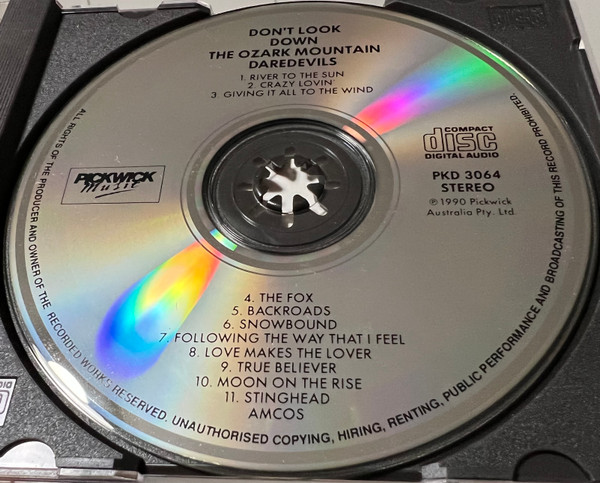 DON'T LOOK
DOWN
THE OZARK MOUNTAIN
DAREDEVILS
1. RIVER TO THE SUN
2. CRAZY LOVIN'
3. GIVING IT ALL TO THE WIND
PICKWICK
Music
COMPACT
disc
DIGITAL AUDIO
PKD 3064
STEREO
℗ 1990 Pickwick
Australia Pty. Ltd.
4. THE FOX
5. BACKROADS
6. SNOWBOUND
7. FOLLOWING THE WAY THAT I FEEL
8. LOVE MAKES THE LOVER
9. TRUE BELIEVER
10. MOON ON THE RISE
11. STINGHEAD
AMCOS
ALL RIGHTS OF THE PRODUCER AND OWNER OF THE RECORDED WORKS RESERVED. UNAUTHORISED COPYING, HIRING, RENTING, PUBLIC PERFORMANCE AND BROADCASTING OF THIS RECORD PROHIBITED.